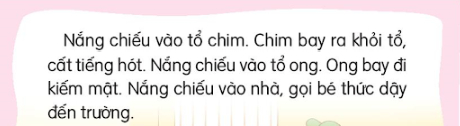 Nắng chiếu vào tổ chim. Chim bay ra khỏi tổ,
cất tiếng hót. Nắng chiếu vào tổ ong. Ong bay đi
kiếm mật. Nắng chiếu vào nhà, gọi bé thức dậy
đến trường.